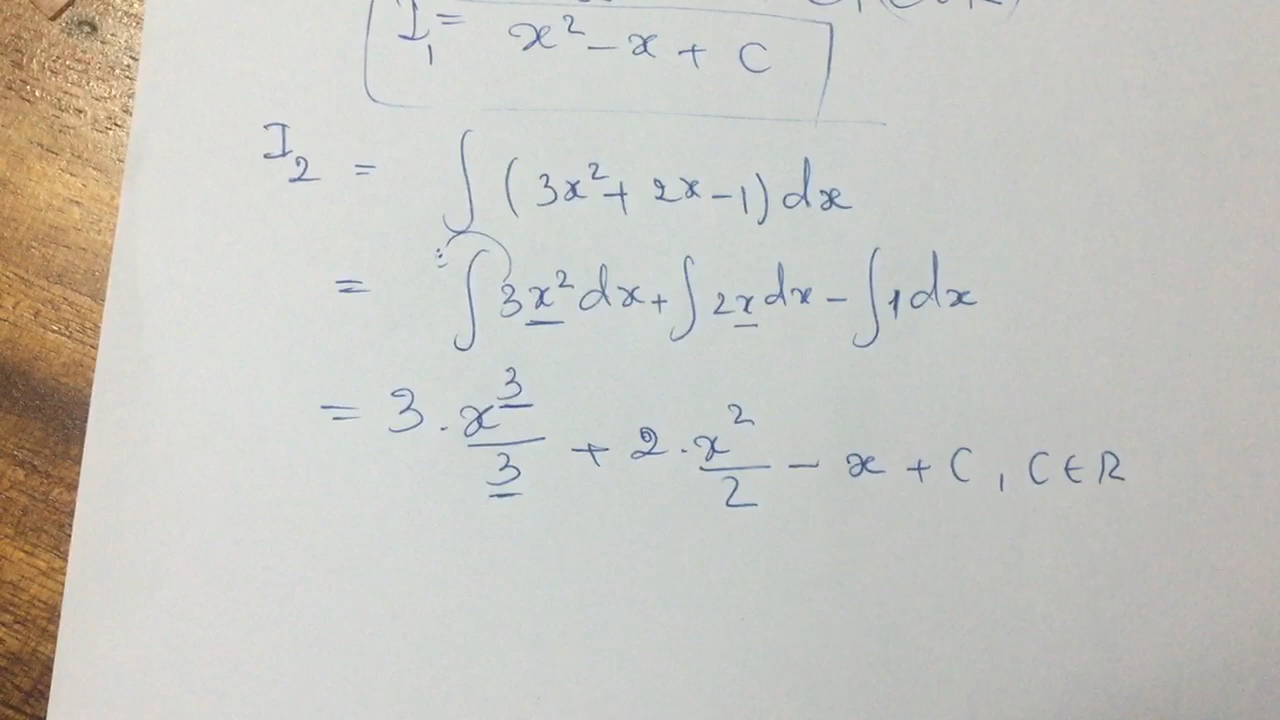 I₁ = x² - x + C
I₂ = ∫ (3x² + 2x - 1) dx
= ∫ 3x² dx + ∫ 2x dx - ∫ 1 dx
= 3 . x³/3 + 2 . x²/2 - x + C , C ∈ R